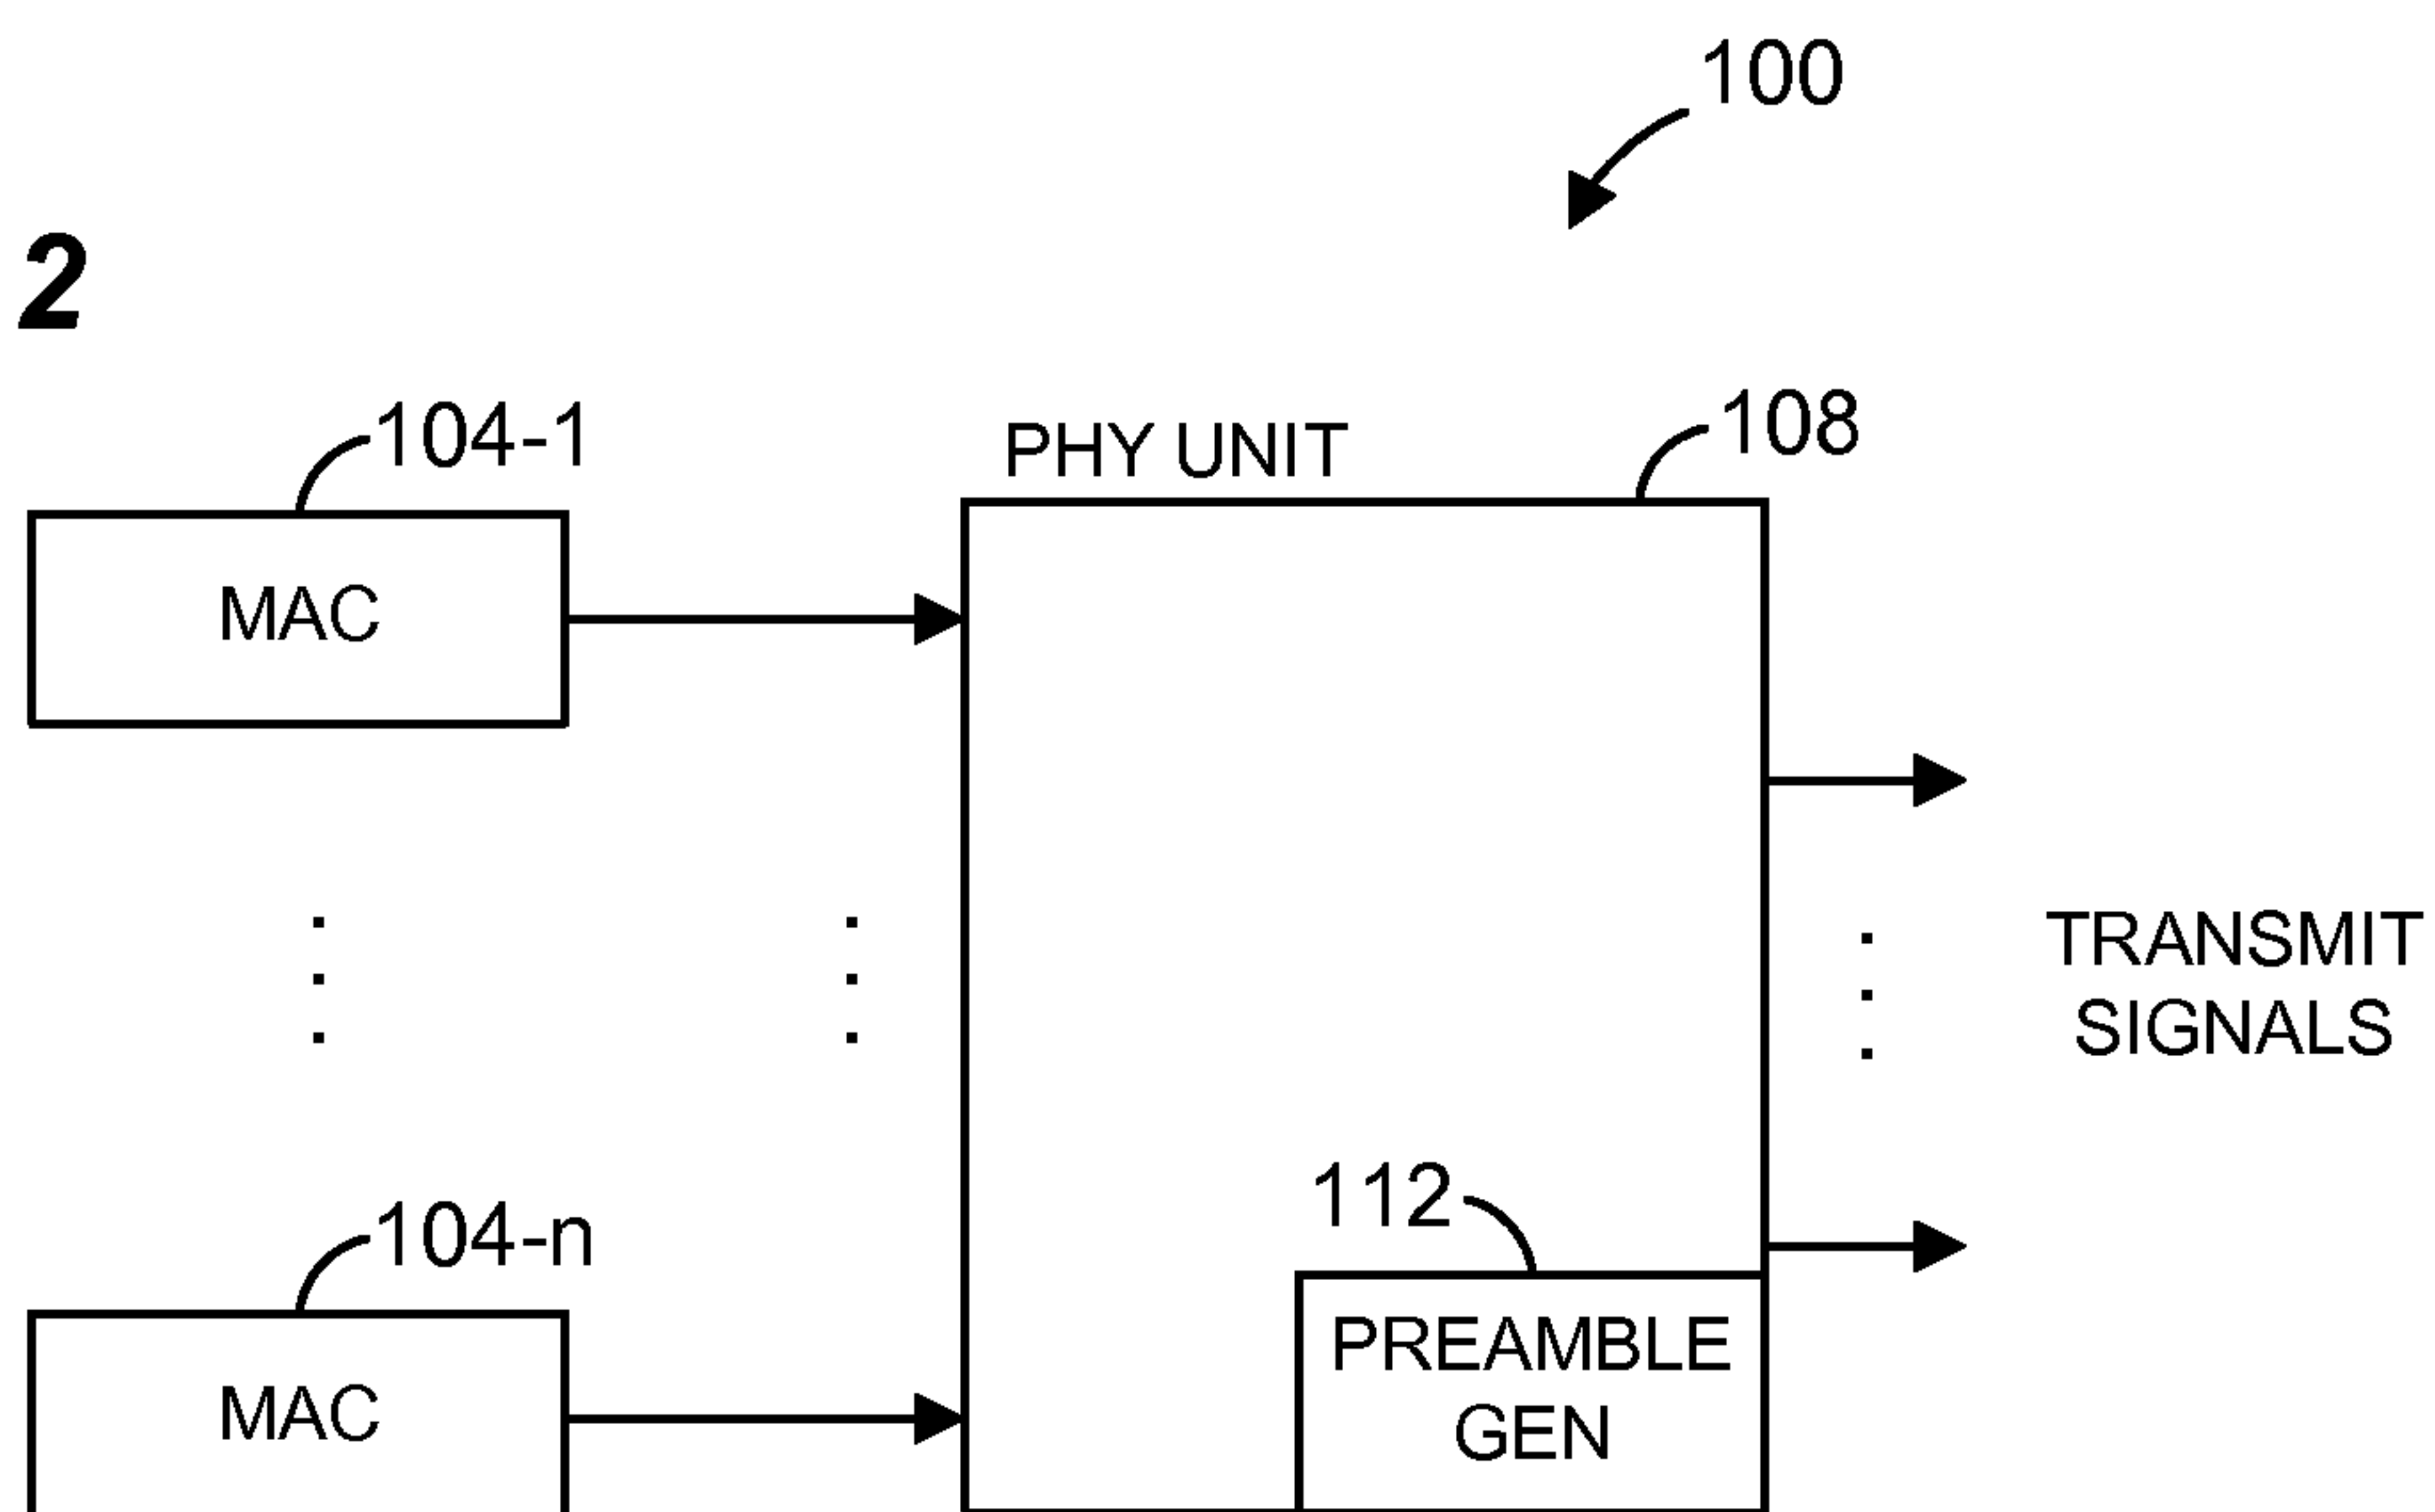 100
2
104-1
PHY UNIT
108
MAC
TRANSMIT
SIGNALS
112
104-n
PREAMBLE
GEN
MAC